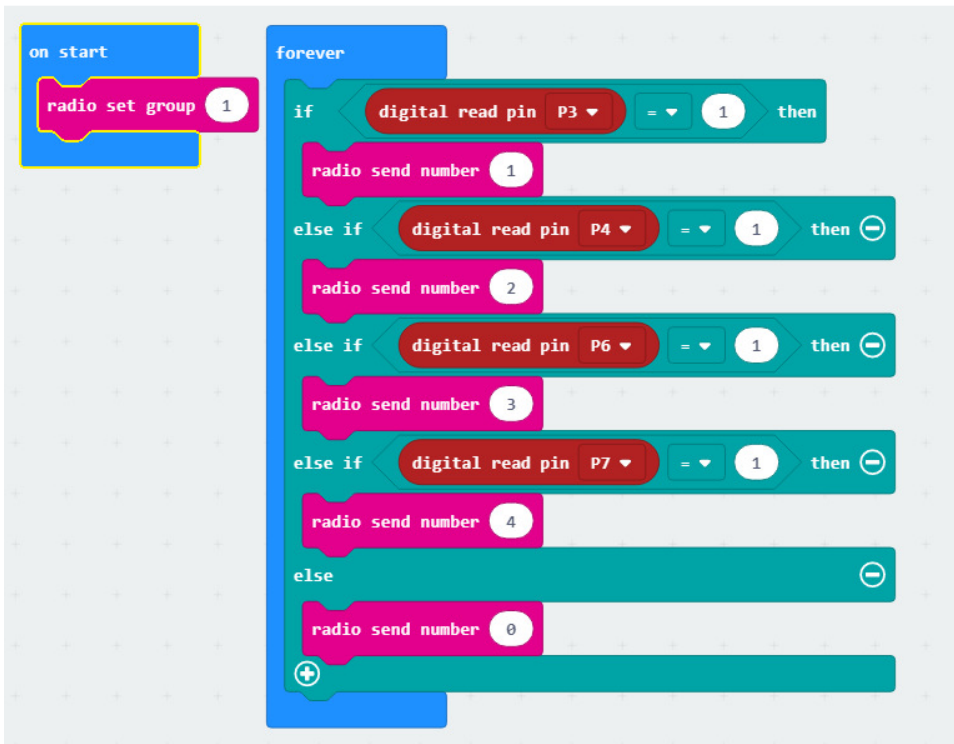 on start
radio set group 1
forever
if digital read pin P3 = 1 then
radio send number 1
else if digital read pin P4 = 1 then
radio send number 2
else if digital read pin P6 = 1 then
radio send number 3
else if digital read pin P7 = 1 then
radio send number 4
else
radio send number 0